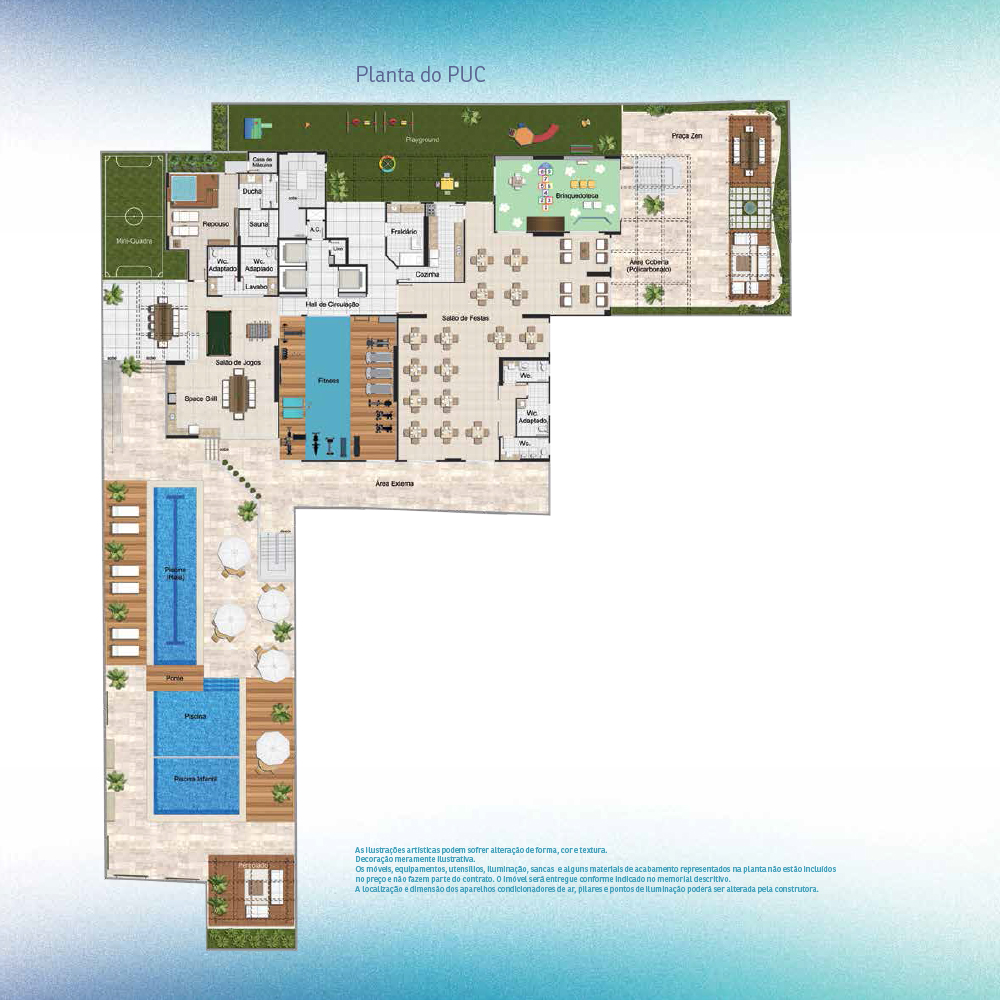 Planta do PUC
Playground
Praça Zen
Casa de
Máquina
Ducha
Brinquedoteca
Repouso
Sauna
A.C.
Fraldário
Mini-Quadra
Lixo
Wc.
Adaptado
Wc.
Adaptado
Área Coberta
(Policarbonato)
Cozinha
Lavabo
Hall de Circulação
Salão de Festas
Salão de Jogos
Fitness
Wc.
Space Grill
Wc.
Adaptado
Wc.
Área Externa
Piscina
(Raia)
Ponte
Piscina
Piscina Infantil
Pergolado
As ilustrações artísticas podem sofrer alteração de forma, cor e textura.
Decoração meramente ilustrativa.
Os móveis, equipamentos, utensílios, iluminação, sancas e alguns materiais de acabamento representados na planta não estão incluídos
no preço e não fazem parte do contrato. O imóvel será entregue conforme indicado no memorial descritivo.
A localização e dimensão dos aparelhos condicionadores de ar, pilares e pontos de iluminação poderá ser alterada pela construtora.